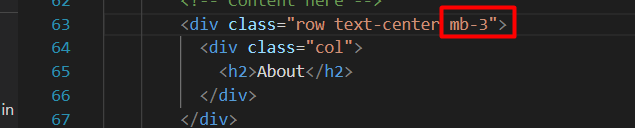 62 <!-- Content here -->
63 <div class="row text-center mb-3">
64 <div class="col">
65 <h2>About</h2>
66 </div>
in 67 </div>